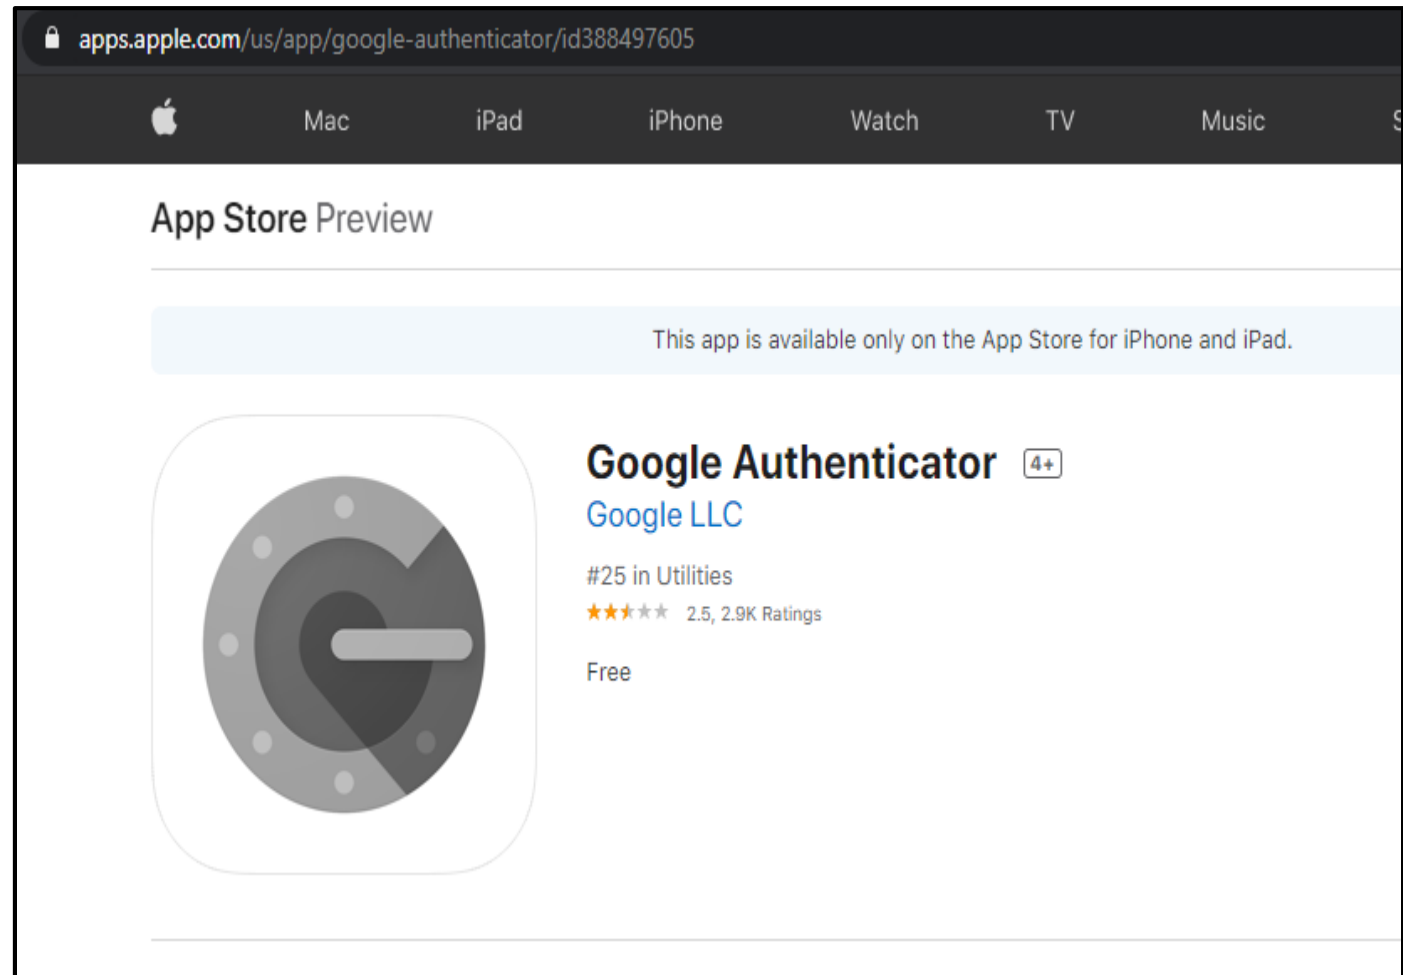 apps.apple.com/us/app/google-authenticator/id388497605
Mac iPad iPhone Watch TV Music S
App Store Preview
This app is available only on the App Store for iPhone and iPad.
Google Authenticator 4+
Google LLC
#25 in Utilities
2.5, 2.9K Ratings
Free